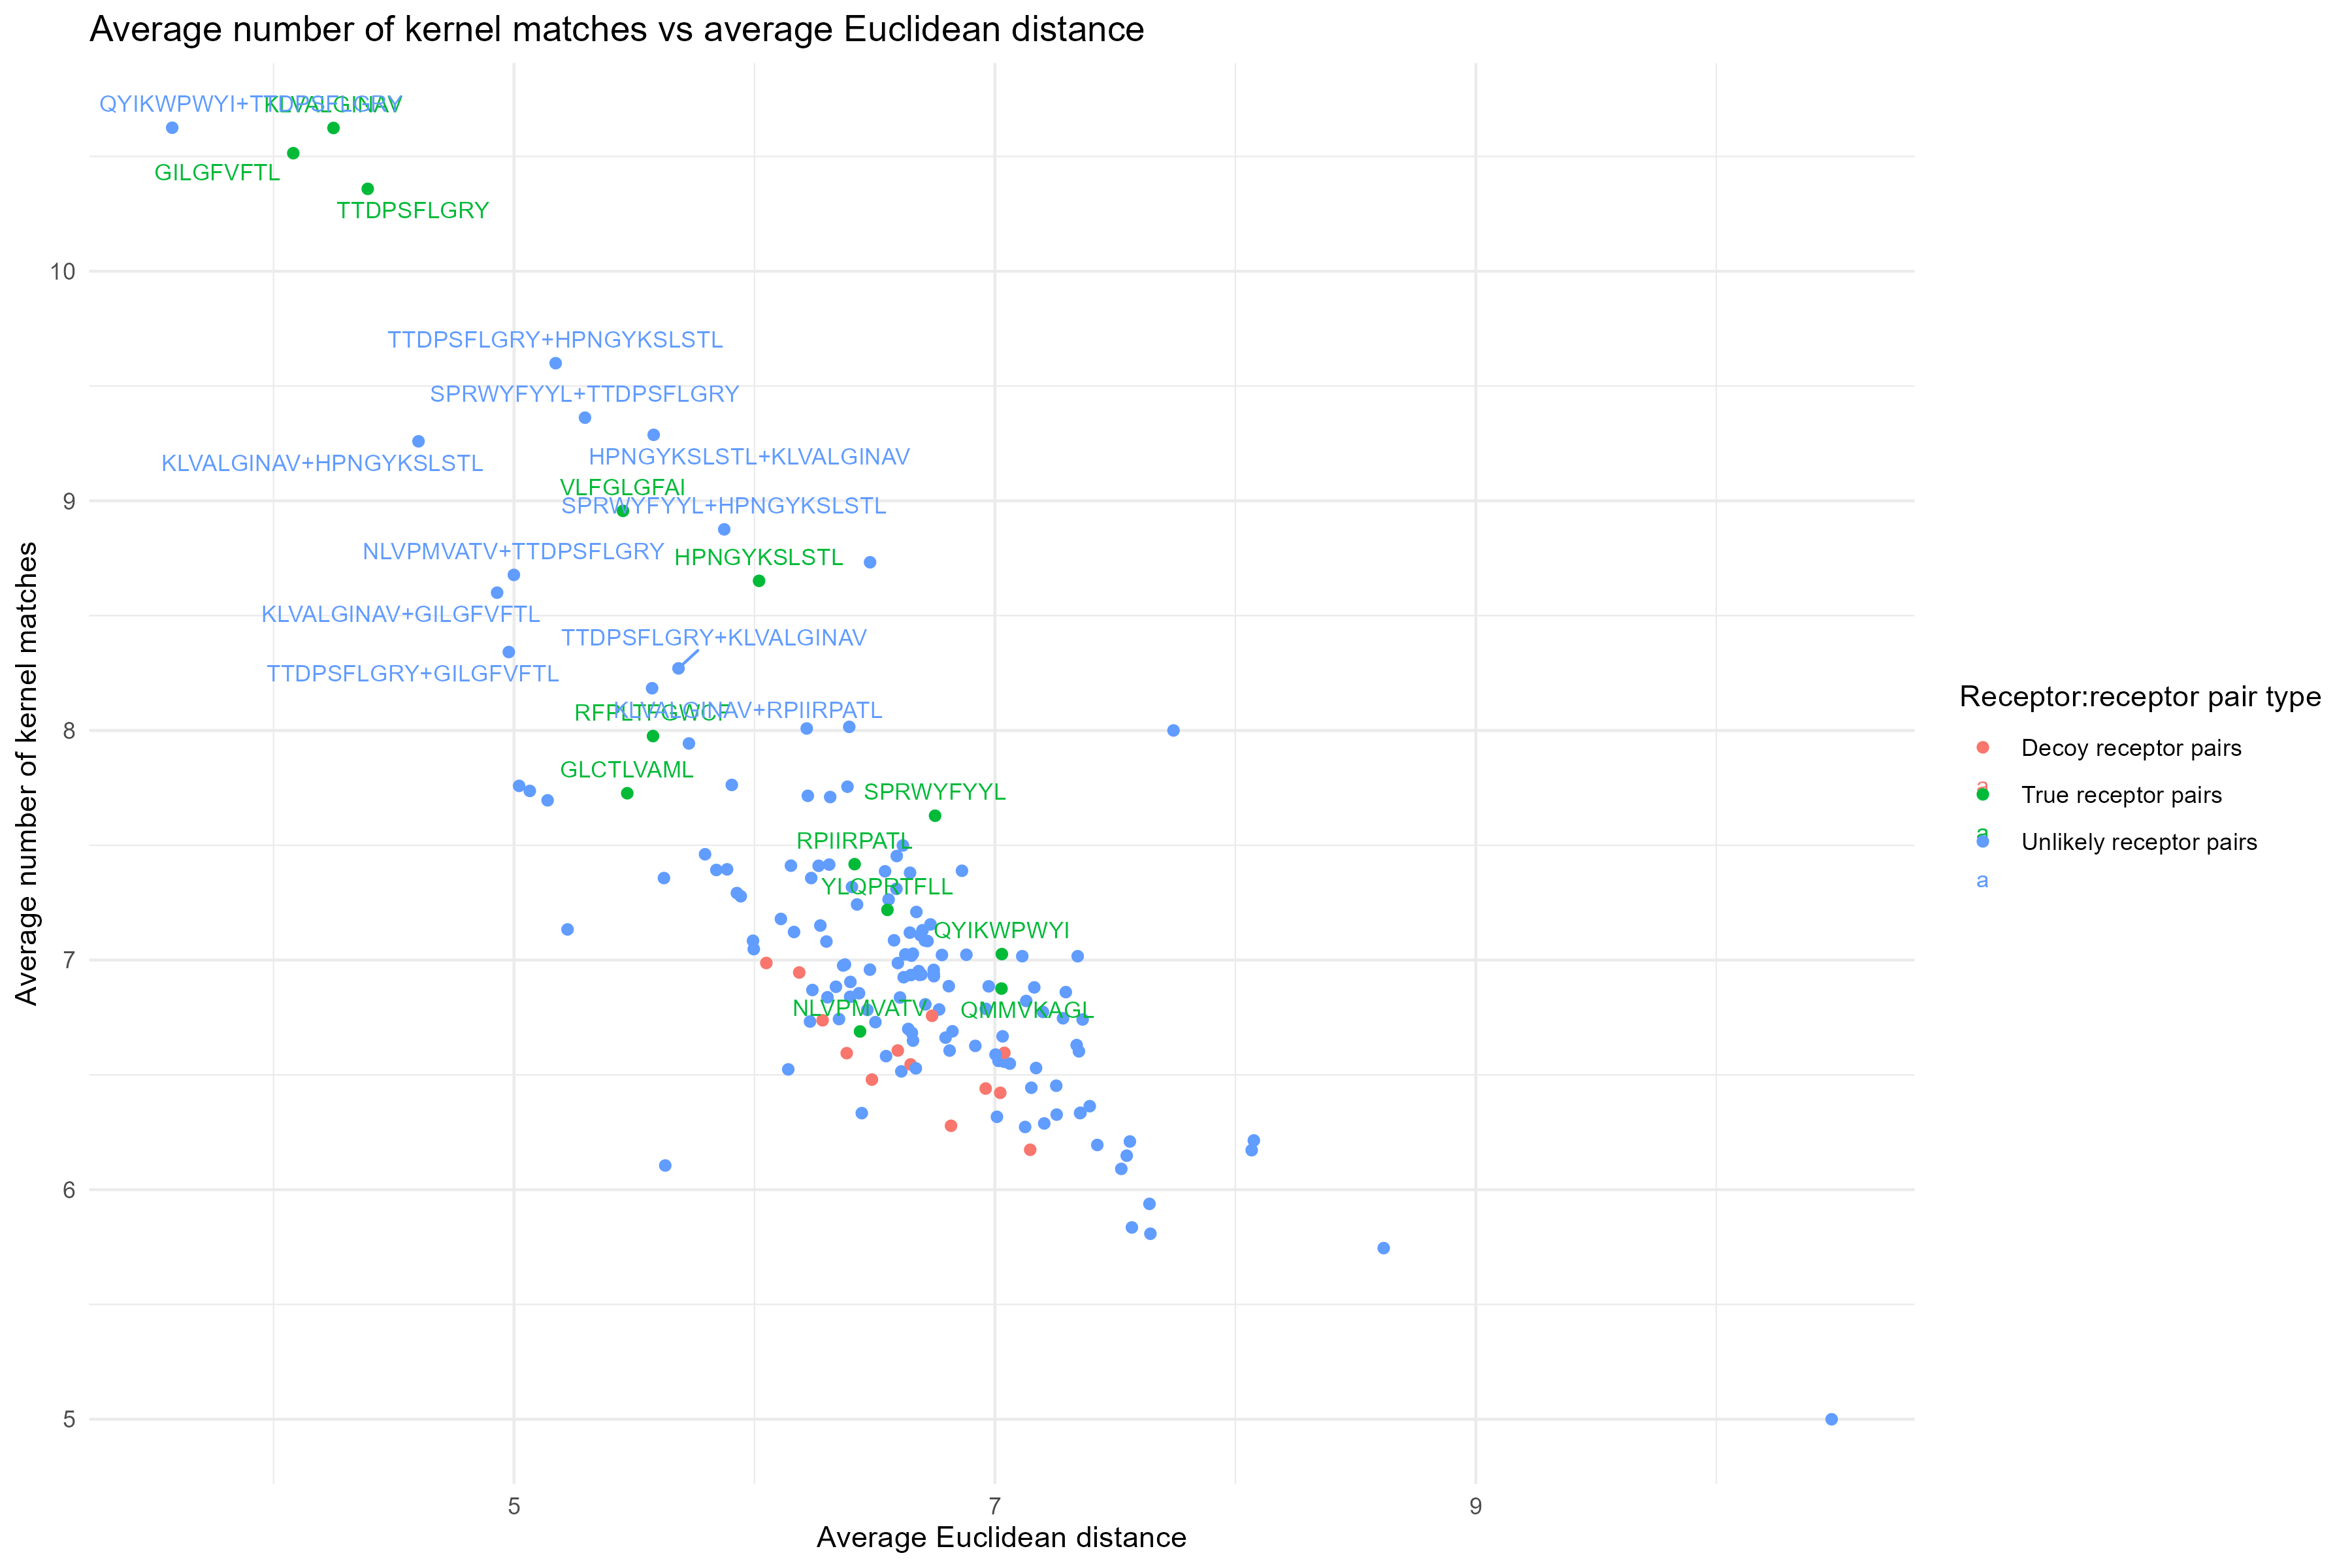 Average number of kernel matches vs average Euclidean distance
QYIKWPWYI+TTDPSFLGRY
KLVALGINAV
GILGFVFTL
TTDPSFLGRY
10
TTDPSFLGRY+HPNGYKSLSTL
SPRWYFYYL+TTDPSFLGRY
KLVALGINAV+HPNGYKSLSTL
HPNGYKSLSTL+KLVALGINAV
VLFGLGFAI
9
SPRWYFYYL+HPNGYKSLSTL
NLVPMVATV+TTDPSFLGRY
HPNGYKSLSTL
KLVALGINAV+GILGFVFTL
TTDPSFLGRY+KLVALGINAV
TTDPSFLGRY+GILGFVFTL
RFPLTFGWCF
KLVALGINAV+RPIIRPATL
8
GLCTLVAML
SPRWYFYYL
RPIIRPATL
YLQPRTFLL
QYIKWPWYI
7
NLVPMVATV
QMMVKAGL
6
5
5
7
9
Average Euclidean distance
Average number of kernel matches
Receptor:receptor pair type
Decoy receptor pairs
a
True receptor pairs
a
Unlikely receptor pairs
a